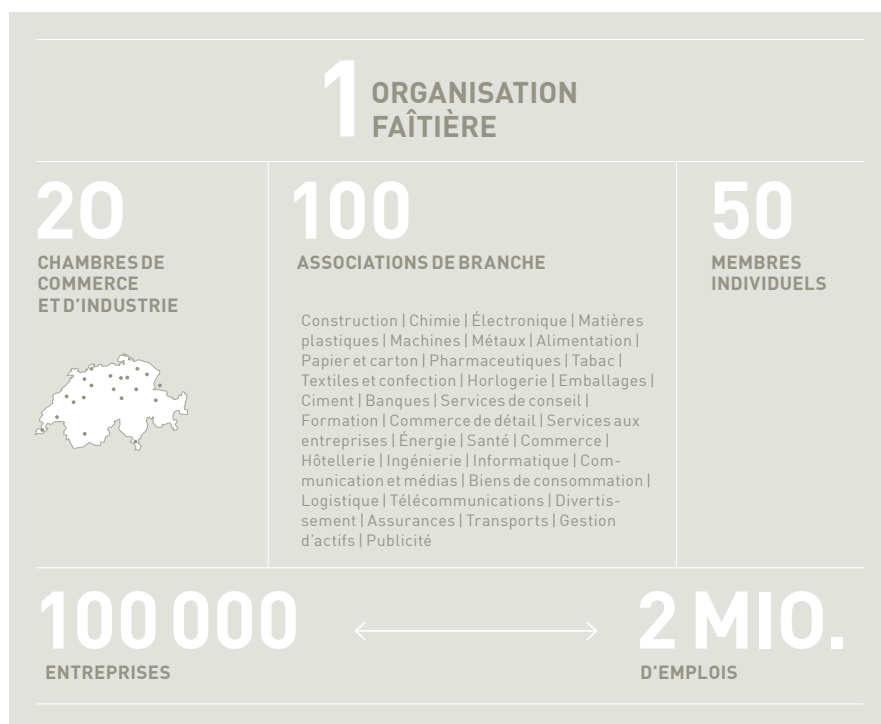 1 ORGANISATION
FAÎTIÈRE
20
CHAMBRES DE
COMMERCE
ET D'INDUSTRIE
100
ASSOCIATIONS DE BRANCHE
Construction | Chimie | Électronique | Matières
plastiques | Machines | Métaux | Alimentation |
Papier et carton | Pharmaceutiques | Tabac |
Textiles et confection | Horlogerie | Emballages |
Ciment | Banques | Services de conseil |
Formation | Commerce de détail | Services aux
entreprises | Énergie | Santé | Commerce |
Hôtellerie | Ingénierie | Informatique | Com-
munication et médias | Biens de consommation |
Logistique | Télécommunications | Divertis-
sement | Assurances | Transports | Gestion
d'actifs | Publicité
50
MEMBRES
INDIVIDUELS
100 000
ENTREPRISES
2 MIO.
D'EMPLOIS